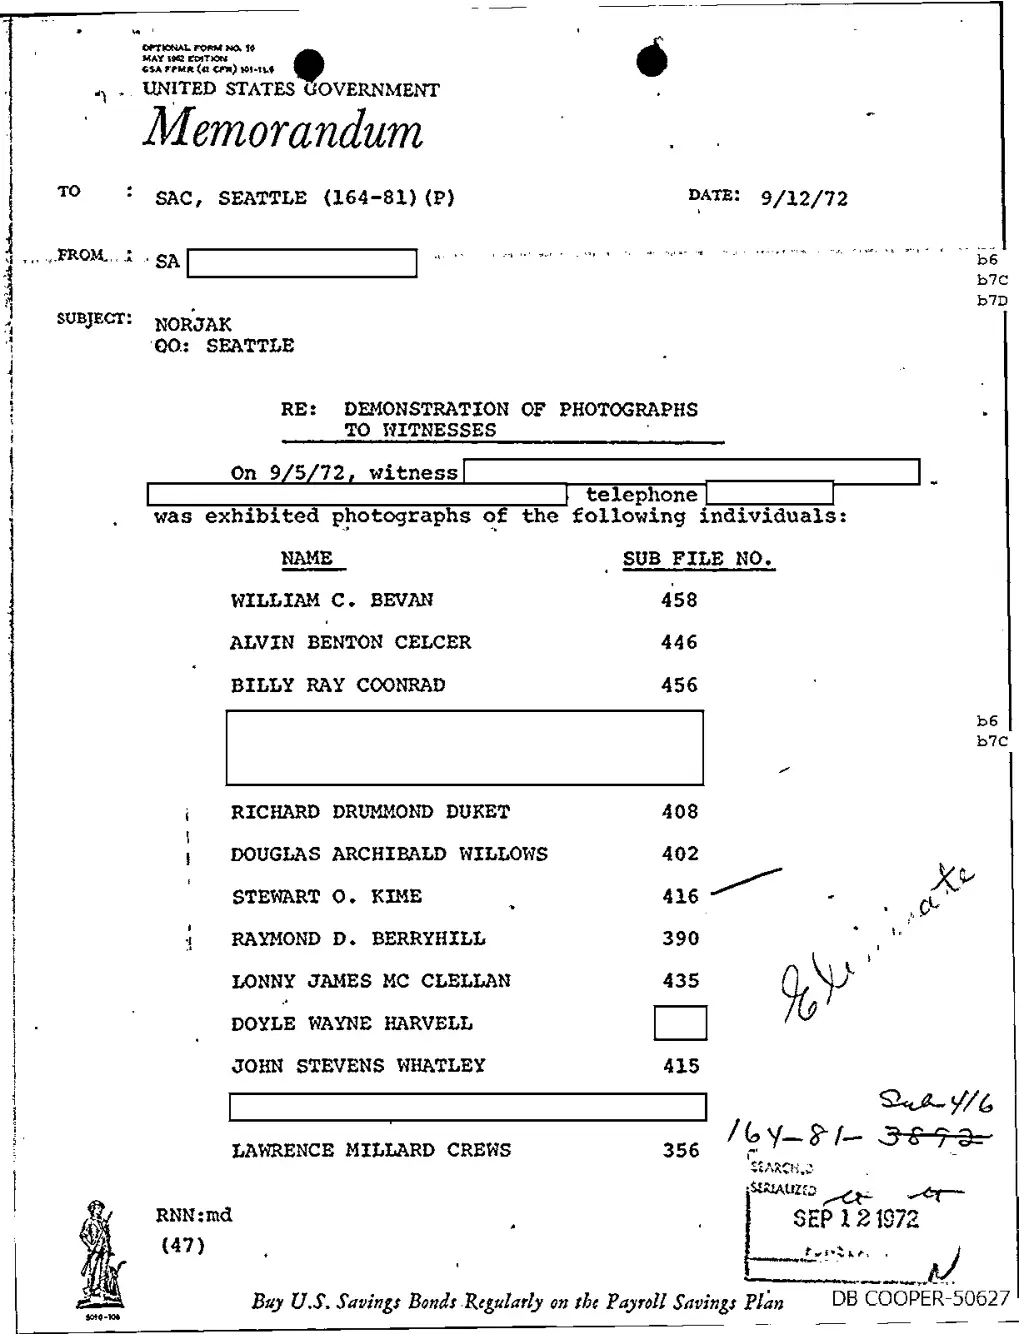 OPTIONAL FORM NO. 10
MAY 1962 EDITION
GSA FPMR (41 CFR) 101-11.6
UNITED STATES GOVERNMENT
Memorandum
TO : SAC, SEATTLE (164-81)(P) DATE: 9/12/72
FROM : SA
b6
b7C
b7D
SUBJECT: NORJAK
OO: SEATTLE
RE: DEMONSTRATION OF PHOTOGRAPHS
TO WITNESSES
On 9/5/72, witness
telephone
was exhibited photographs of the following individuals:
NAME SUB FILE NO.
WILLIAM C. BEVAN 458
ALVIN BENTON CELCER 446
BILLY RAY COONRAD 456
b6
b7C
RICHARD DRUMMOND DUKET 408
DOUGLAS ARCHIBALD WILLOWS 402
STEWART O. KIME 416
RAYMOND D. BERRYHILL 390
LONNY JAMES MC CLELLAN 435
DOYLE WAYNE HARVELL
JOHN STEVENS WHATLEY 415
LAWRENCE MILLARD CREWS 356
Eliminate
Sub 416
164-81-3892
SEARCHED
SERIALIZED
SEP 12 1972
RNN:md
(47)
Buy U.S. Savings Bonds Regularly on the Payroll Savings Plan
5010-108
DB COOPER-50627